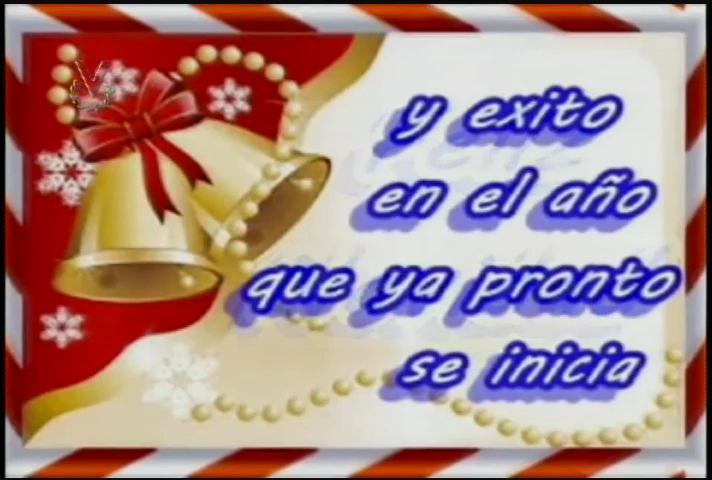 y exito
en el año
que ya pronto
se inicia